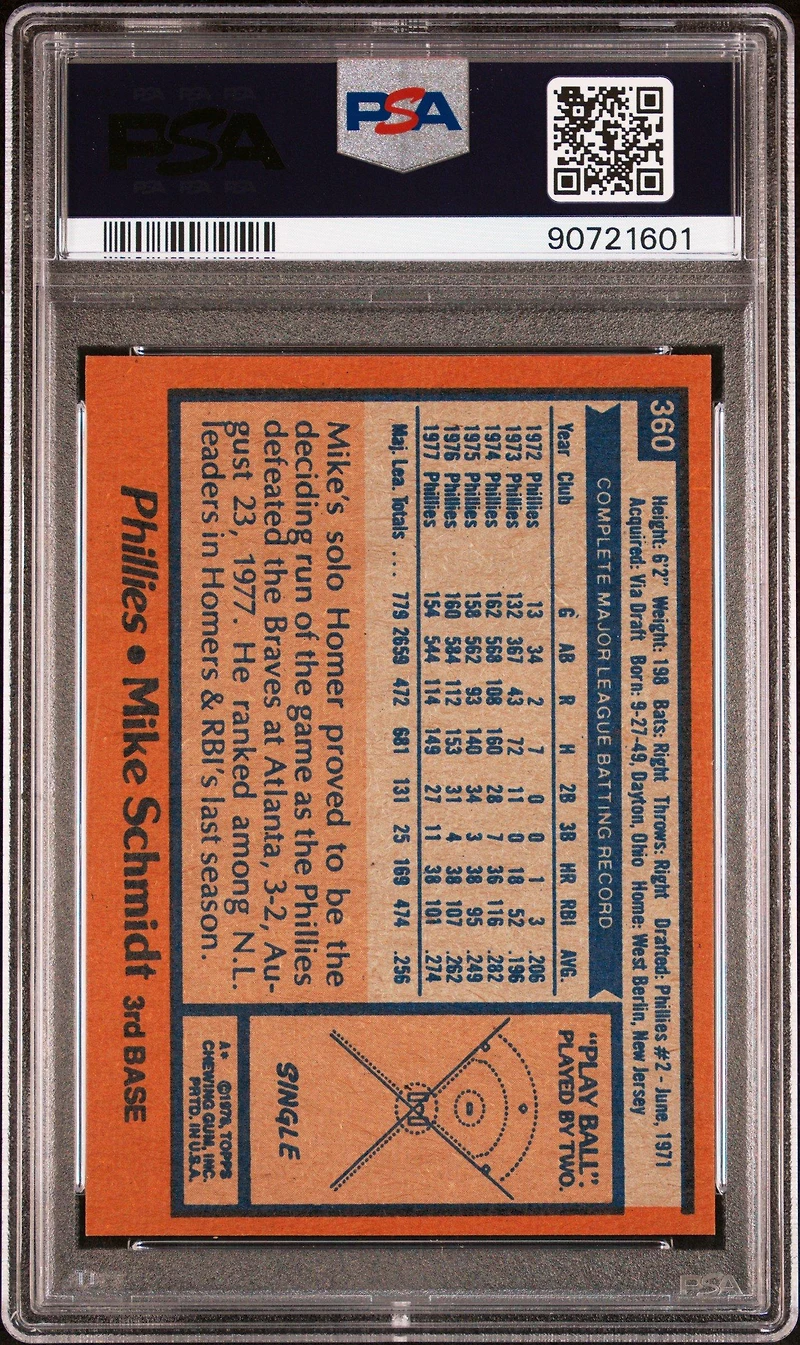 PSA
PSA
90721601
360
Height: 6'2" Weight: 198 Bats: Right Throws: Right Drafted: Phillies #2 - June, 1971
Acquired: Via Draft Born: 9-27-49, Dayton, Ohio Home: West Berlin, New Jersey
COMPLETE MAJOR LEAGUE BATTING RECORD
Year Club G AB R H 2B 3B HR RBI AVG.
1972 Phillies 13 34 2 7 0 0 1 3 .206
1973 Phillies 132 367 43 72 11 0 18 52 .196
1974 Phillies 162 568 108 160 28 7 36 116 .282
1975 Phillies 158 562 93 140 34 3 38 95 .249
1976 Phillies 160 584 112 153 31 4 38 107 .262
1977 Phillies 154 544 114 149 27 11 38 101 .274
Maj. Lea. Totals .... 779 2659 472 681 131 25 169 474 .256
Mike's solo Homer proved to be the
deciding run of the game as the Phillies
defeated the Braves at Atlanta, 3-2, Au-
gust 23, 1977. He ranked among N.L.
leaders in Homers & RBI's last season.
"PLAY BALL":
PLAYED BY TWO.
SINGLE
A* ©1978, TOPPS
CHEWING GUM, INC.
PRTD. IN U.S.A.
Phillies • Mike Schmidt 3rd BASE
PSA